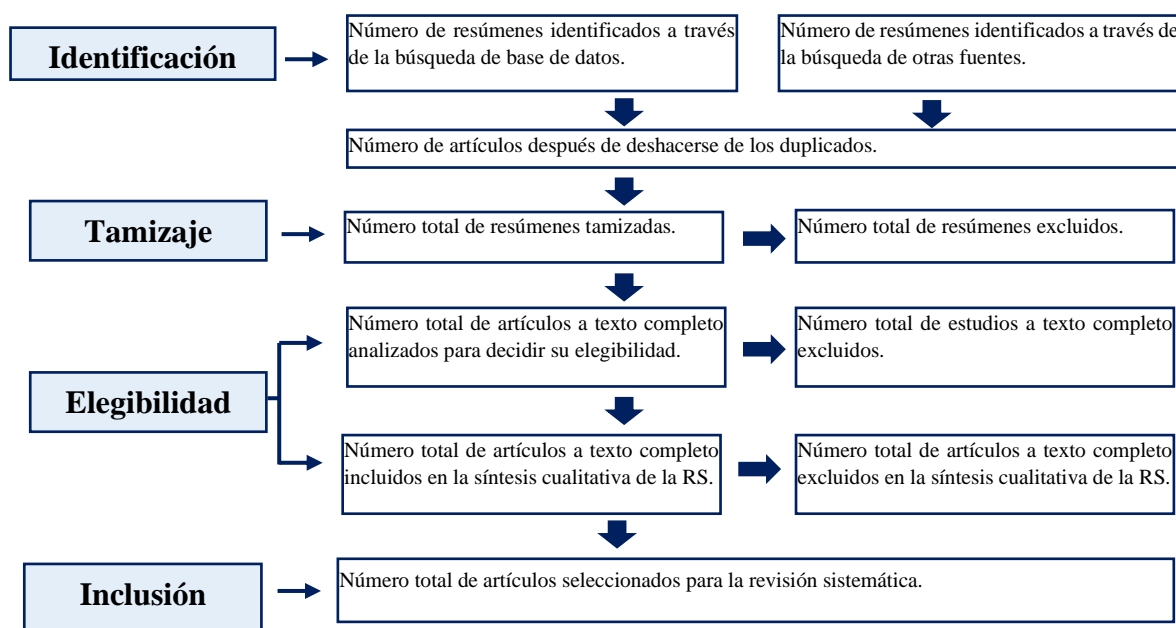 Identificación
Número de resúmenes identificados a través
de la búsqueda de base de datos.
Número de resúmenes identificados a través de
la búsqueda de otras fuentes.
Número de artículos después de deshacerse de los duplicados.
Tamizaje
Número total de resúmenes tamizadas.
Número total de resúmenes excluidos.
Elegibilidad
Número total de artículos a texto completo
analizados para decidir su elegibilidad.
Número total de estudios a texto completo
excluidos.
Número total de artículos a texto completo
incluidos en la síntesis cualitativa de la RS.
Número total de artículos a texto completo
excluidos en la síntesis cualitativa de la RS.
Inclusión
Número total de artículos seleccionados para la revisión sistemática.